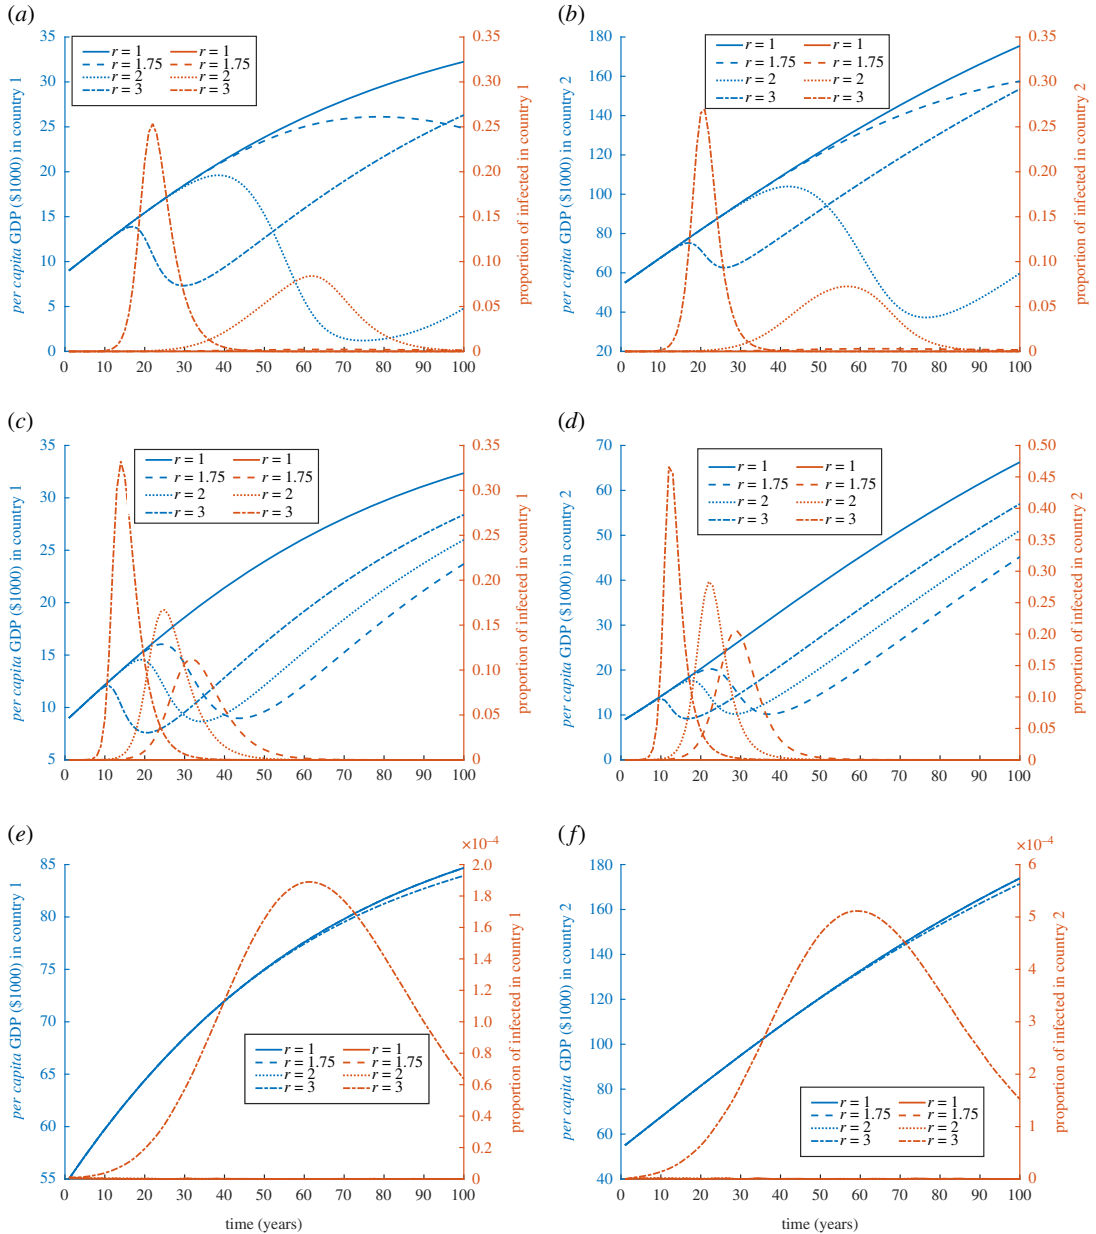 (a)
(b)
per capita GDP ($1000) in country 1
35
30
25
20
15
10
5
0
r = 1 r = 1
r = 1.75 r = 1.75
r = 2 r = 2
r = 3 r = 3
0.35
0.30
0.25
0.20
0.15
0.10
0.05
0
proportion of infected in country 1
0 10 20 30 40 50 60 70 80 90 100
per capita GDP ($1000) in country 2
180
160
140
120
100
80
60
40
20
r = 1 r = 1
r = 1.75 r = 1.75
r = 2 r = 2
r = 3 r = 3
0.35
0.30
0.25
0.20
0.15
0.10
0.05
0
proportion of infected in country 2
0 10 20 30 40 50 60 70 80 90 100
(c)
(d)
per capita GDP ($1000) in country 1
35
30
25
20
15
10
5
r = 1 r = 1
r = 1.75 r = 1.75
r = 2 r = 2
r = 3 r = 3
0.35
0.30
0.25
0.20
0.15
0.10
0.05
0
proportion of infected in country 1
0 10 20 30 40 50 60 70 80 90 100
per capita GDP ($1000) in country 2
70
60
50
40
30
20
10
0
r = 1 r = 1
r = 1.75 r = 1.75
r = 2 r = 2
r = 3 r = 3
0.50
0.45
0.40
0.35
0.30
0.25
0.20
0.15
0.10
0.05
0
proportion of infected in country 2
0 10 20 30 40 50 60 70 80 90 100
(e)
(f)
per capita GDP ($1000) in country 1
85
80
75
70
65
60
55
r = 1 r = 1
r = 1.75 r = 1.75
r = 2 r = 2
r = 3 r = 3
×10⁻⁴
2.0
1.8
1.6
1.4
1.2
1.0
0.8
0.6
0.4
0.2
0
proportion of infected in country 1
0 10 20 30 40 50 60 70 80 90 100
time (years)
per capita GDP ($1000) in country 2
180
160
140
120
100
80
60
40
r = 1 r = 1
r = 1.75 r = 1.75
r = 2 r = 2
r = 3 r = 3
×10⁻⁴
6
5
4
3
2
1
0
proportion of infected in country 2
0 10 20 30 40 50 60 70 80 90 100
time (years)